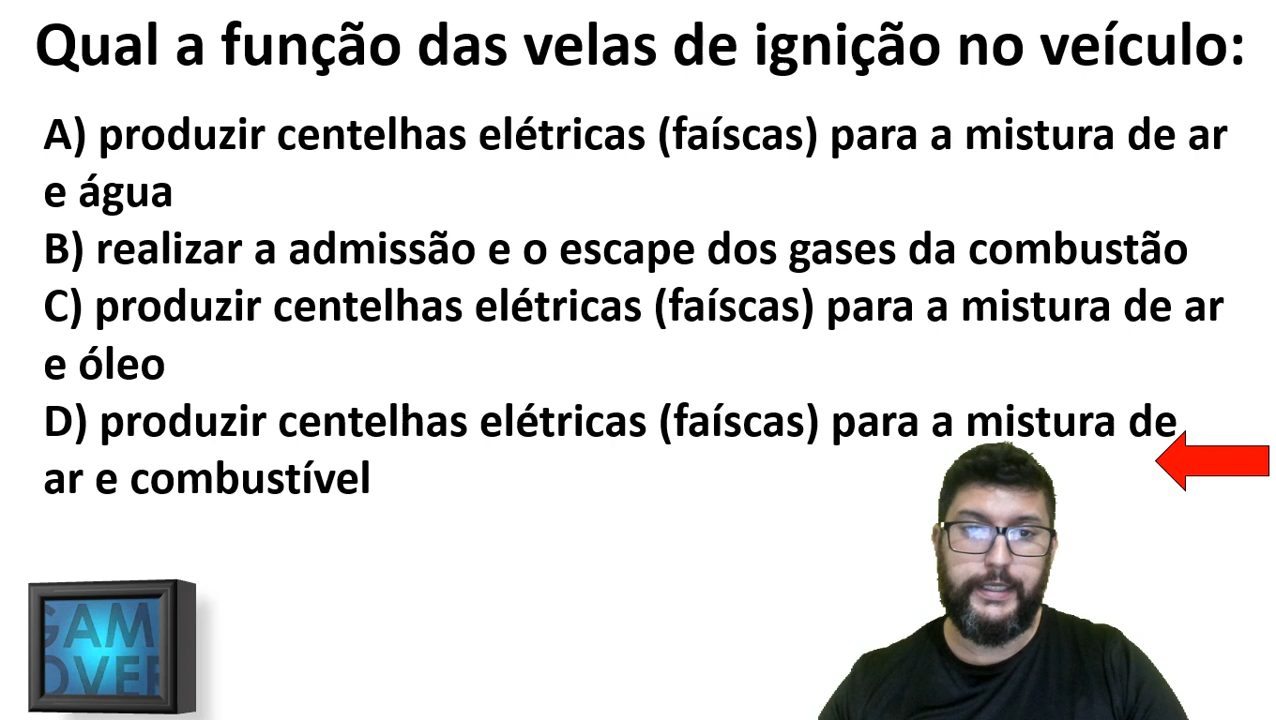 Qual a função das velas de ignição no veículo:
A) produzir centelhas elétricas (faíscas) para a mistura de ar
e água
B) realizar a admissão e o escape dos gases da combustão
C) produzir centelhas elétricas (faíscas) para a mistura de ar
e óleo
D) produzir centelhas elétricas (faíscas) para a mistura de
ar e combustível
GAM
OVER